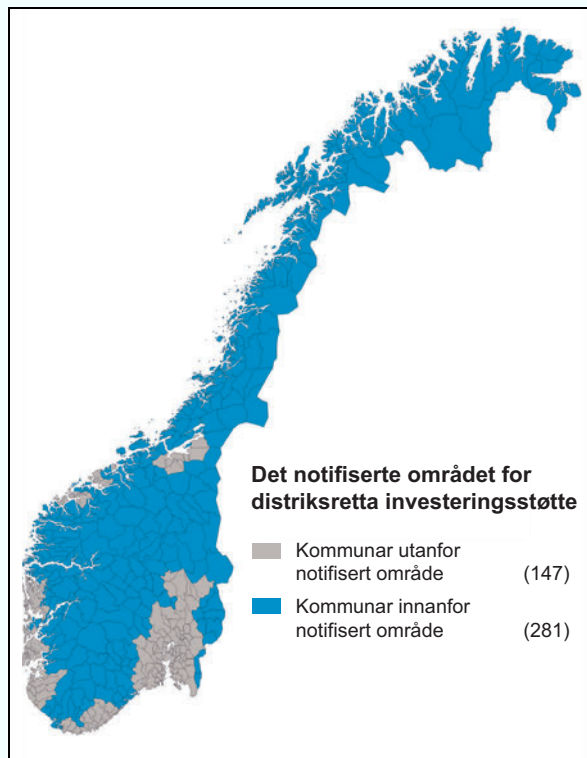 Det notifiserte området for
distriksretta investeringsstøtte
Kommunar utanfor
notifisert område (147)
Kommunar innanfor
notifisert område (281)